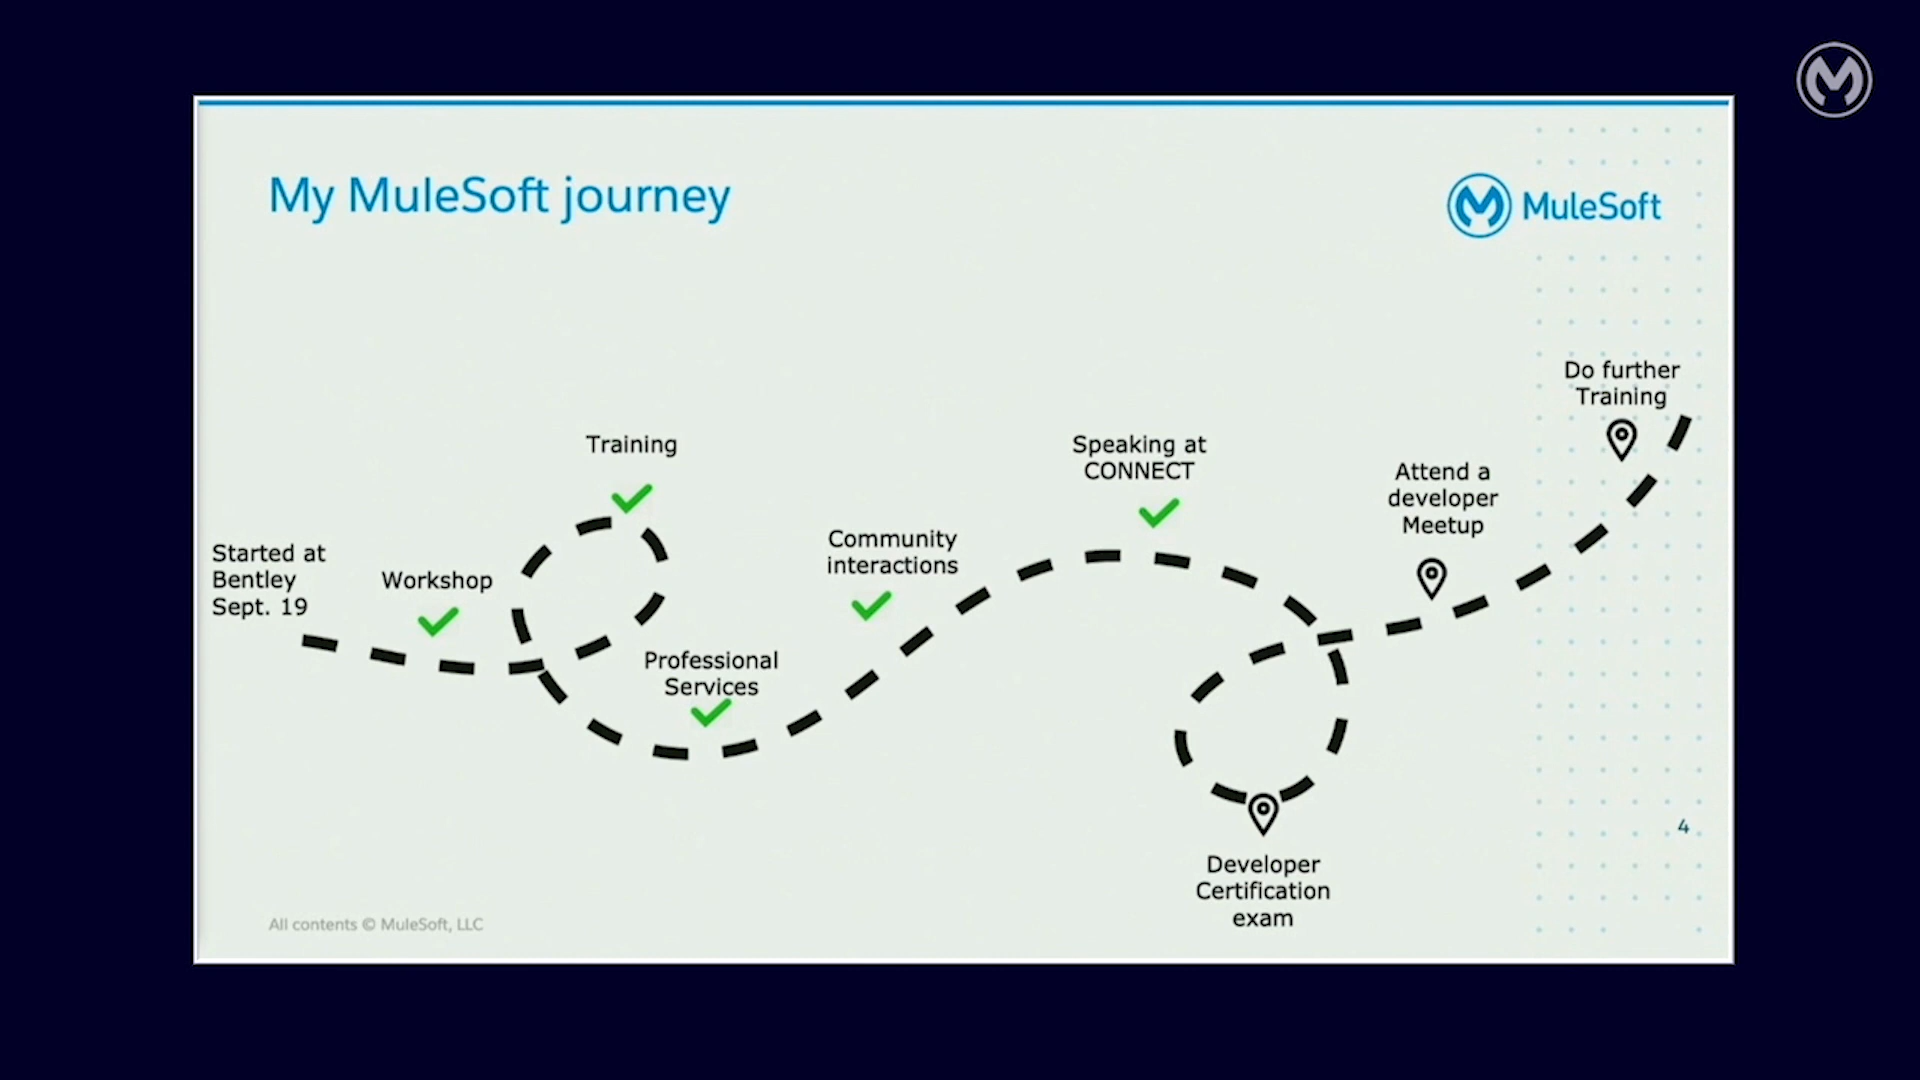 My MuleSoft journey
MuleSoft
Started at
Bentley
Sept. 19
Workshop
Training
Professional
Services
Community
interactions
Speaking at
CONNECT
Developer
Certification
exam
Attend a
developer
Meetup
Do further
Training
4
All contents © MuleSoft, LLC